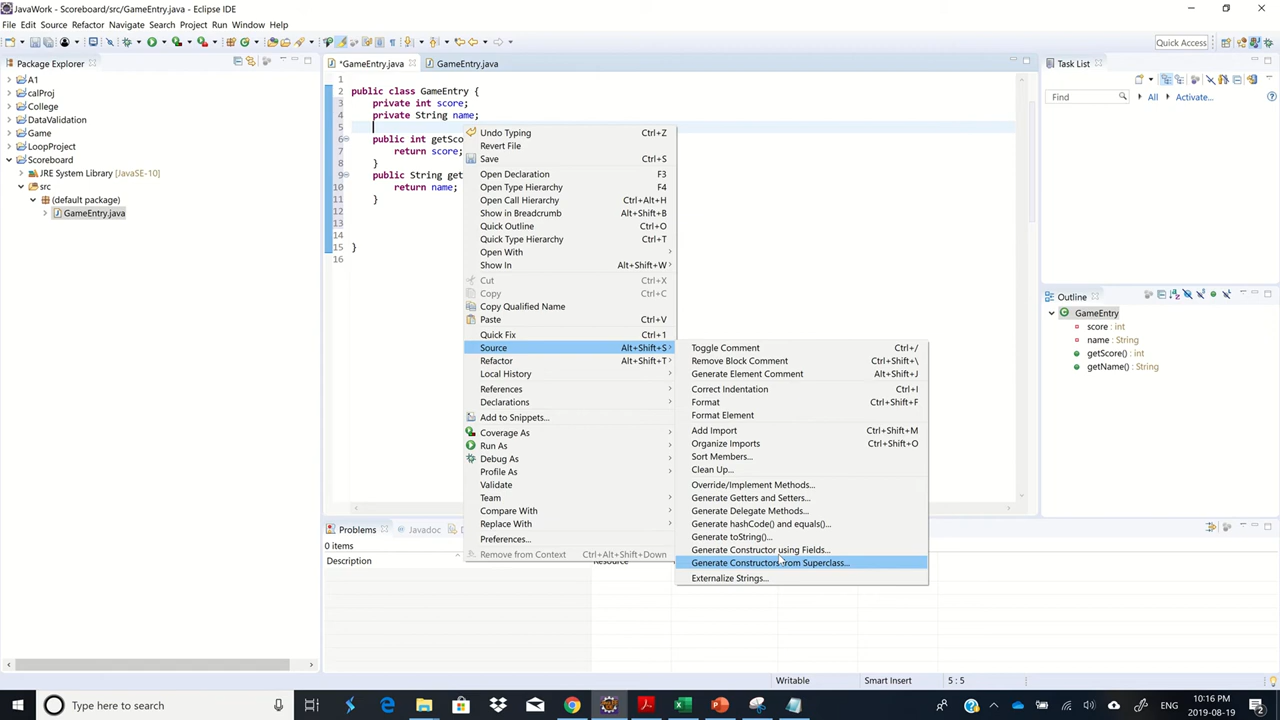 JavaWork - Scoreboard/src/GameEntry.java - Eclipse IDE
File Edit Source Refactor Navigate Search Project Run Window Help
Quick Access
Package Explorer
A1
calProj
College
DataValidation
Game
LoopProject
Scoreboard
JRE System Library [JavaSE-10]
src
(default package)
GameEntry.java
*GameEntry.java GameEntry.java
1
2 public class GameEntry {
3 private int score;
4 private String name;
5
6 public int getSco
7 return score;
8 }
9 public String get
10 return name;
11 }
12
13
14
15 }
16
Undo Typing Ctrl+Z
Revert File
Save Ctrl+S
Open Declaration F3
Open Type Hierarchy F4
Open Call Hierarchy Ctrl+Alt+H
Show in Breadcrumb Alt+Shift+B
Quick Outline Ctrl+O
Quick Type Hierarchy Ctrl+T
Open With
Show In Alt+Shift+W
Cut Ctrl+X
Copy Ctrl+C
Copy Qualified Name
Paste Ctrl+V
Quick Fix Ctrl+1
Source Alt+Shift+S
Refactor Alt+Shift+T
Local History
References
Declarations
Add to Snippets...
Coverage As
Run As
Debug As
Profile As
Validate
Team
Compare With
Replace With
Preferences...
Remove from Context Ctrl+Alt+Shift+Down
Toggle Comment Ctrl+/
Remove Block Comment Ctrl+Shift+\
Generate Element Comment Alt+Shift+J
Correct Indentation Ctrl+I
Format Ctrl+Shift+F
Format Element
Add Import Ctrl+Shift+M
Organize Imports Ctrl+Shift+O
Sort Members...
Clean Up...
Override/Implement Methods...
Generate Getters and Setters...
Generate Delegate Methods...
Generate hashCode() and equals()...
Generate toString()...
Generate Constructor using Fields...
Generate Constructors from Superclass...
Externalize Strings...
Task List
Find All Activate...
Outline
GameEntry
score : int
name : String
getScore() : int
getName() : String
Problems Javadoc
0 items
Description Resource
Writable Smart Insert 5 : 5
Type here to search
ENG
10:16 PM
2019-08-19